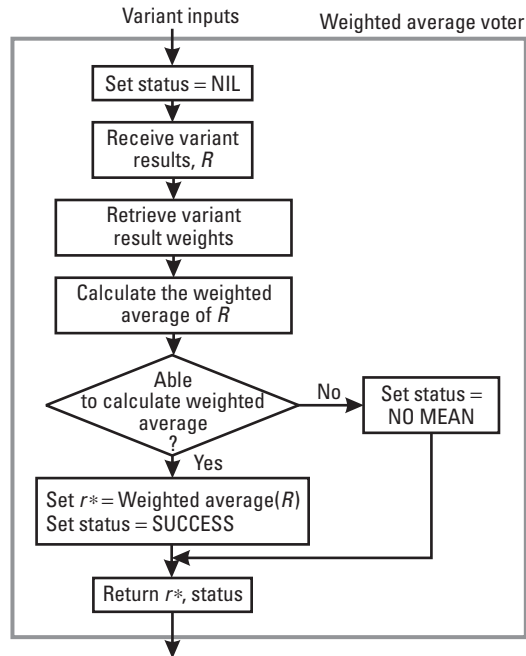 Variant inputs
Weighted average voter
Set status = NIL
Receive variant
results, R
Retrieve variant
result weights
Calculate the weighted
average of R
Able
to calculate weighted
average
?
No
Set status =
NO MEAN
Yes
Set r* = Weighted average(R)
Set status = SUCCESS
Return r*, status